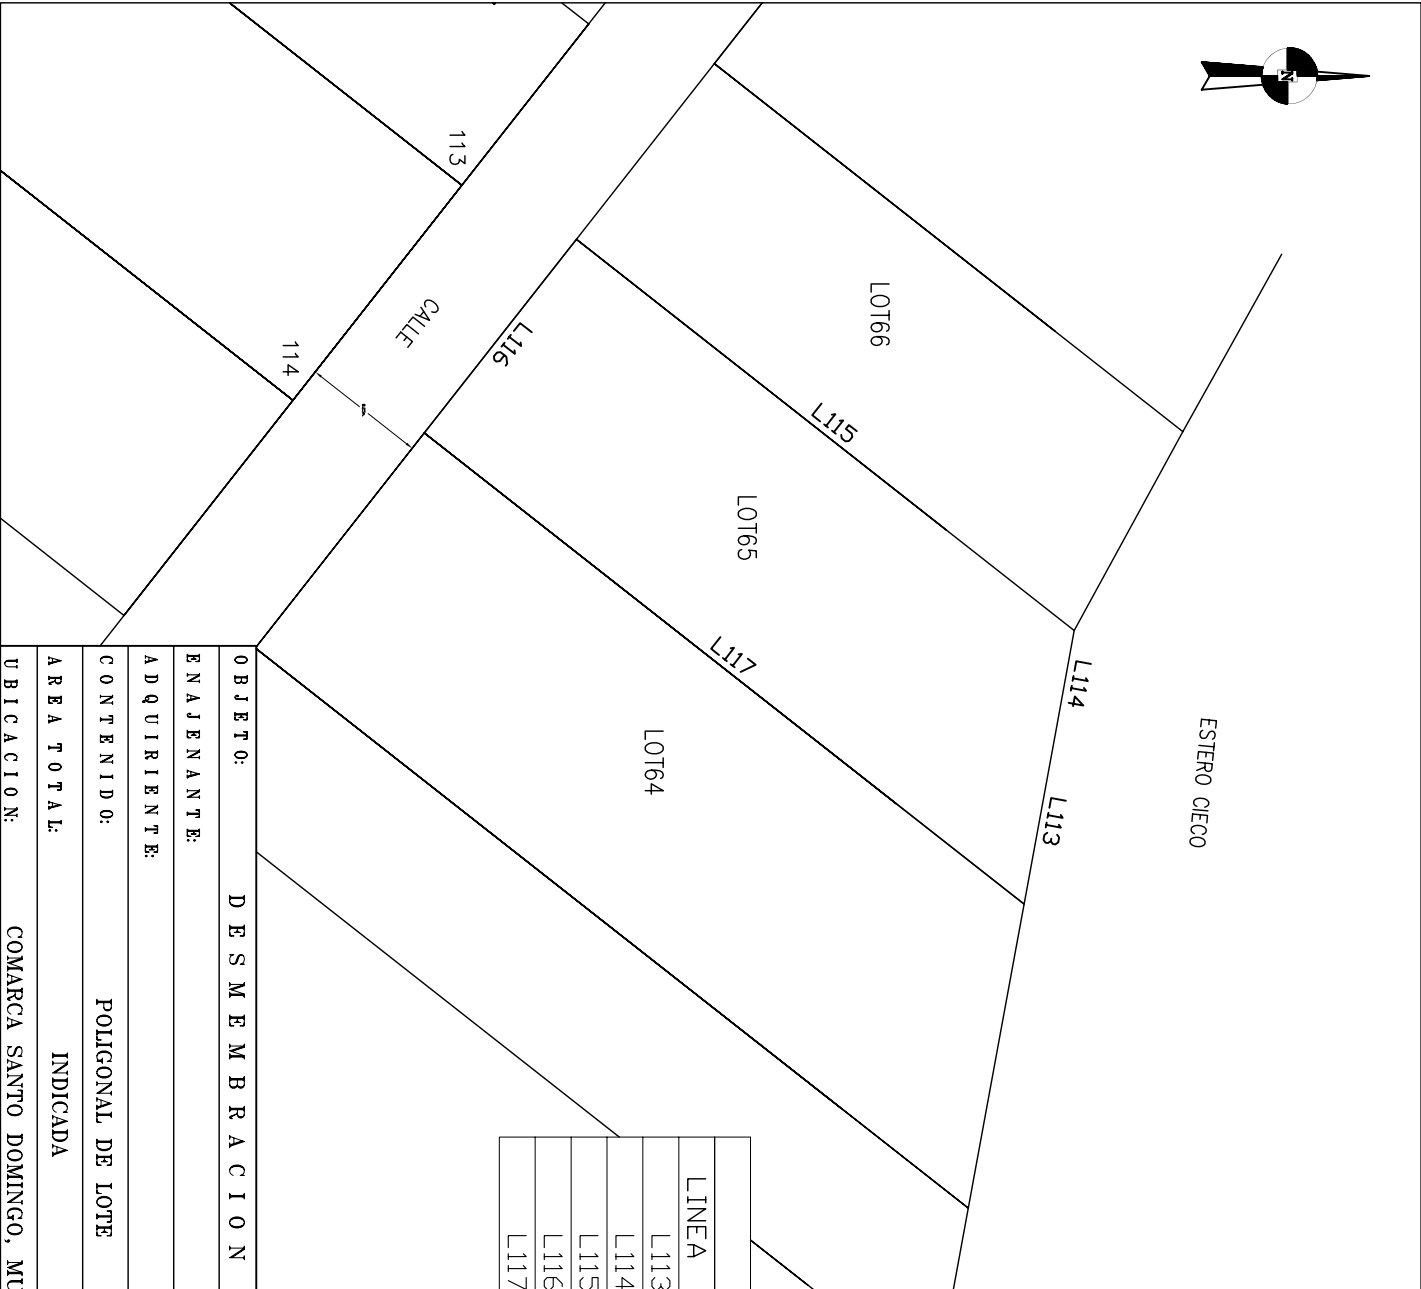 N
ESTERO CIECO
L114
L113
LOT66
L115
LOT65
L117
LOT64
L116
CALLE
113
114
LINEA
L113
L114
L115
L116
L117
OBJETO: DESMEMBRACION
ENAJENANTE:
ADQUIRIENTE:
CONTENIDO: POLIGONAL DE LOTE
AREA TOTAL: INDICADA
UBICACION: COMARCA SANTO DOMINGO, MU